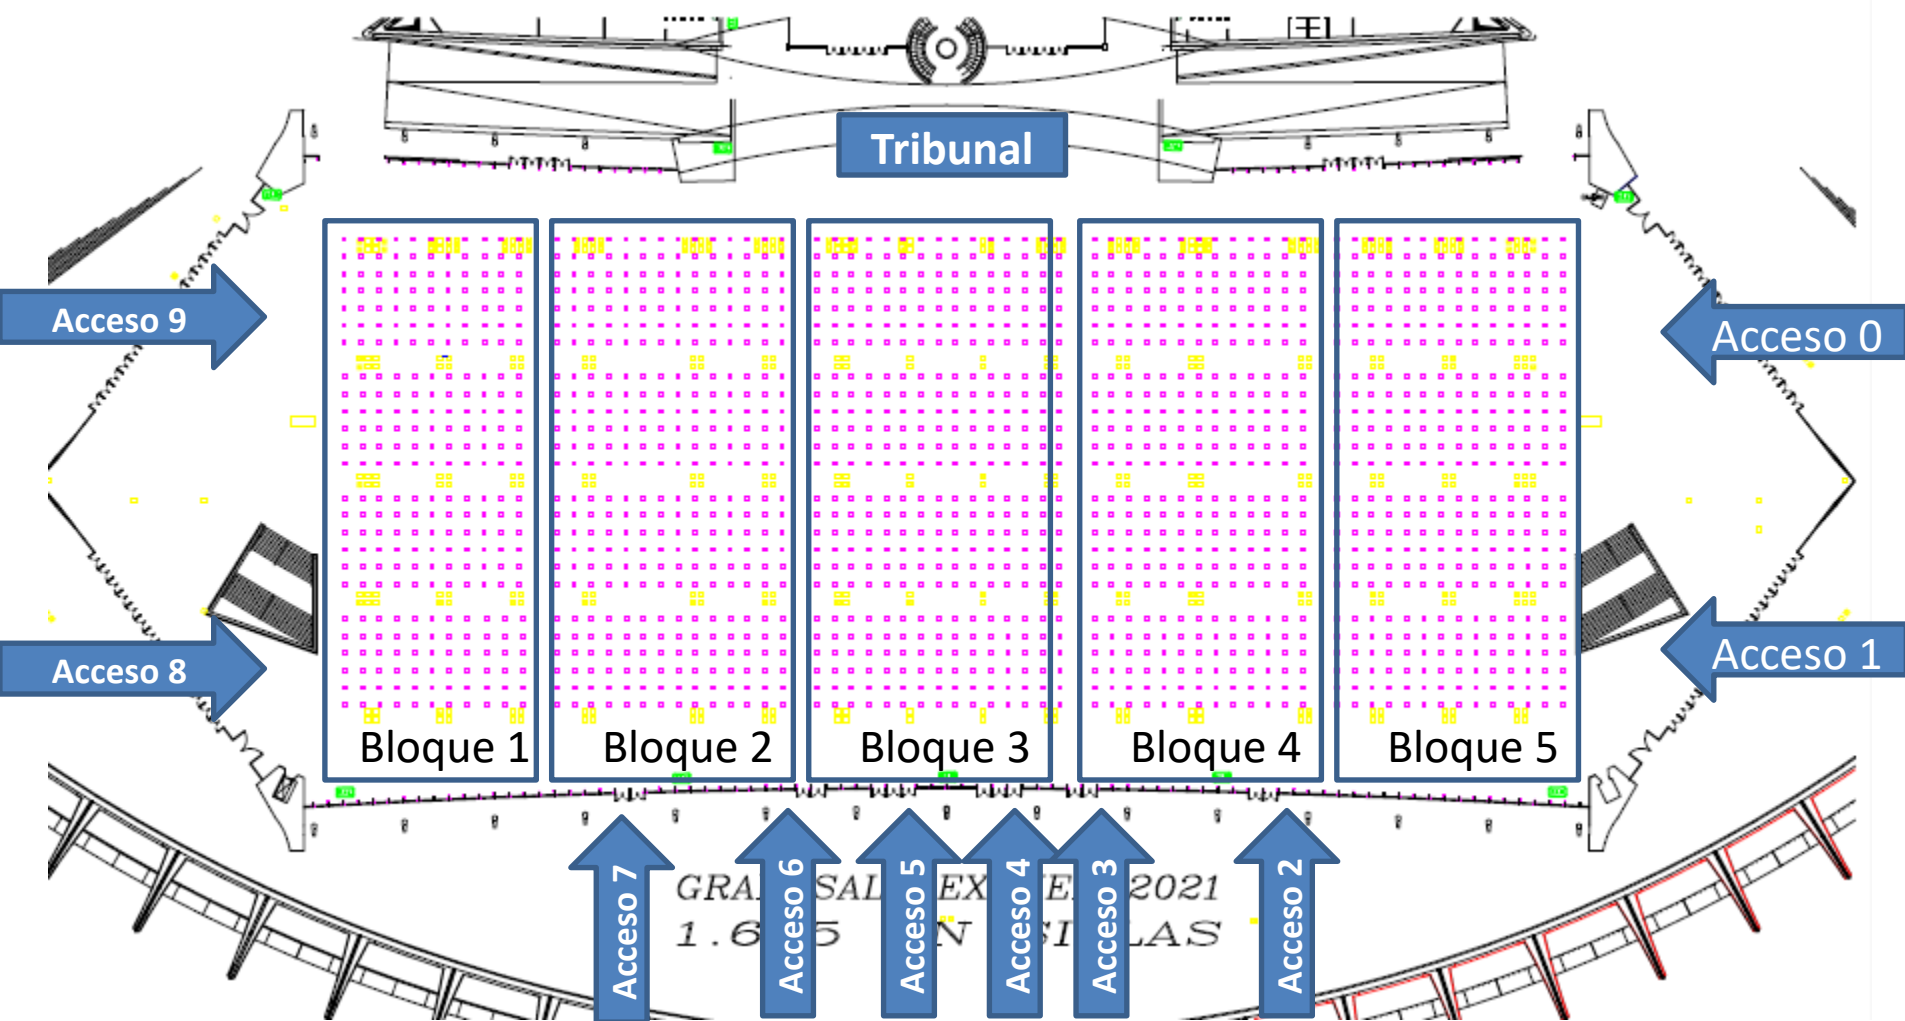 Tribunal
Acceso 9
Acceso 0
Acceso 8
Acceso 1
Bloque 1
Bloque 2
Bloque 3
Bloque 4
Bloque 5
Acceso 7
Acceso 6
Acceso 5
Acceso 4
Acceso 3
Acceso 2
2021